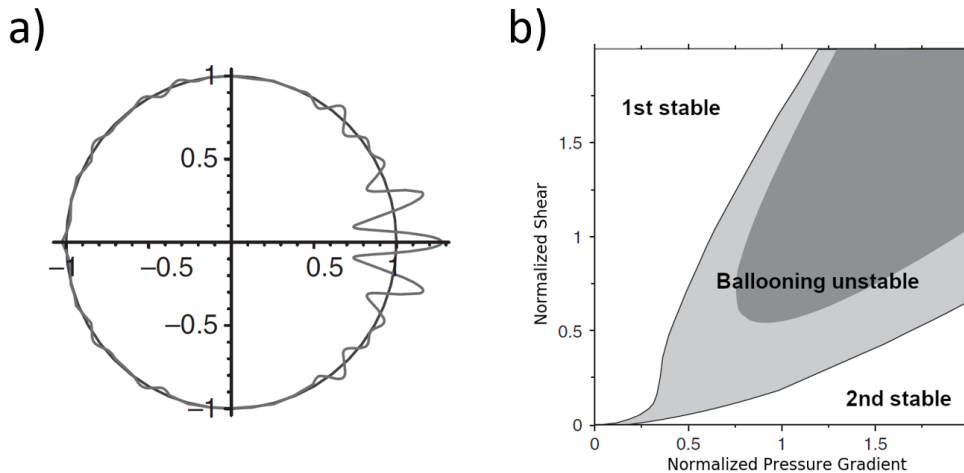 a)
1
0.5
−1
−0.5
0.5
1
−0.5
−1
b)
1st stable
1.5
1
Ballooning unstable
0.5
2nd stable
0
0
0.5
1
1.5
Normalized Shear
Normalized Pressure Gradient